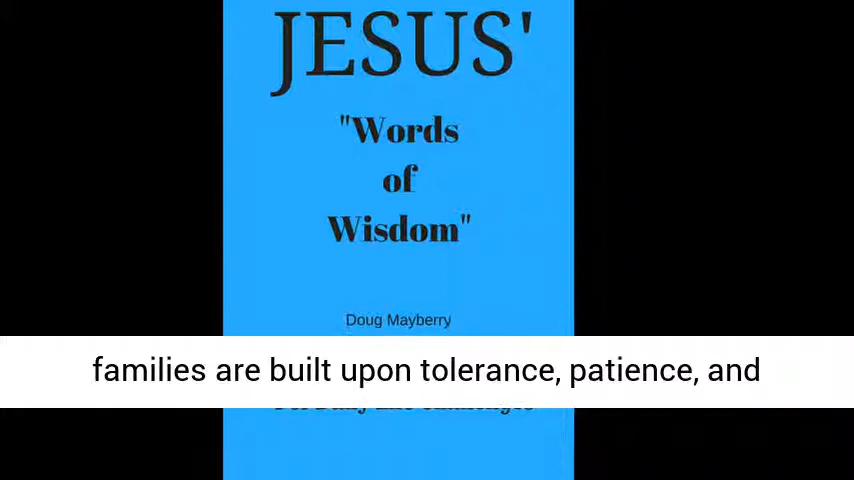 JESUS'
"Words
of
Wisdom"
Doug Mayberry
families are built upon tolerance, patience, and